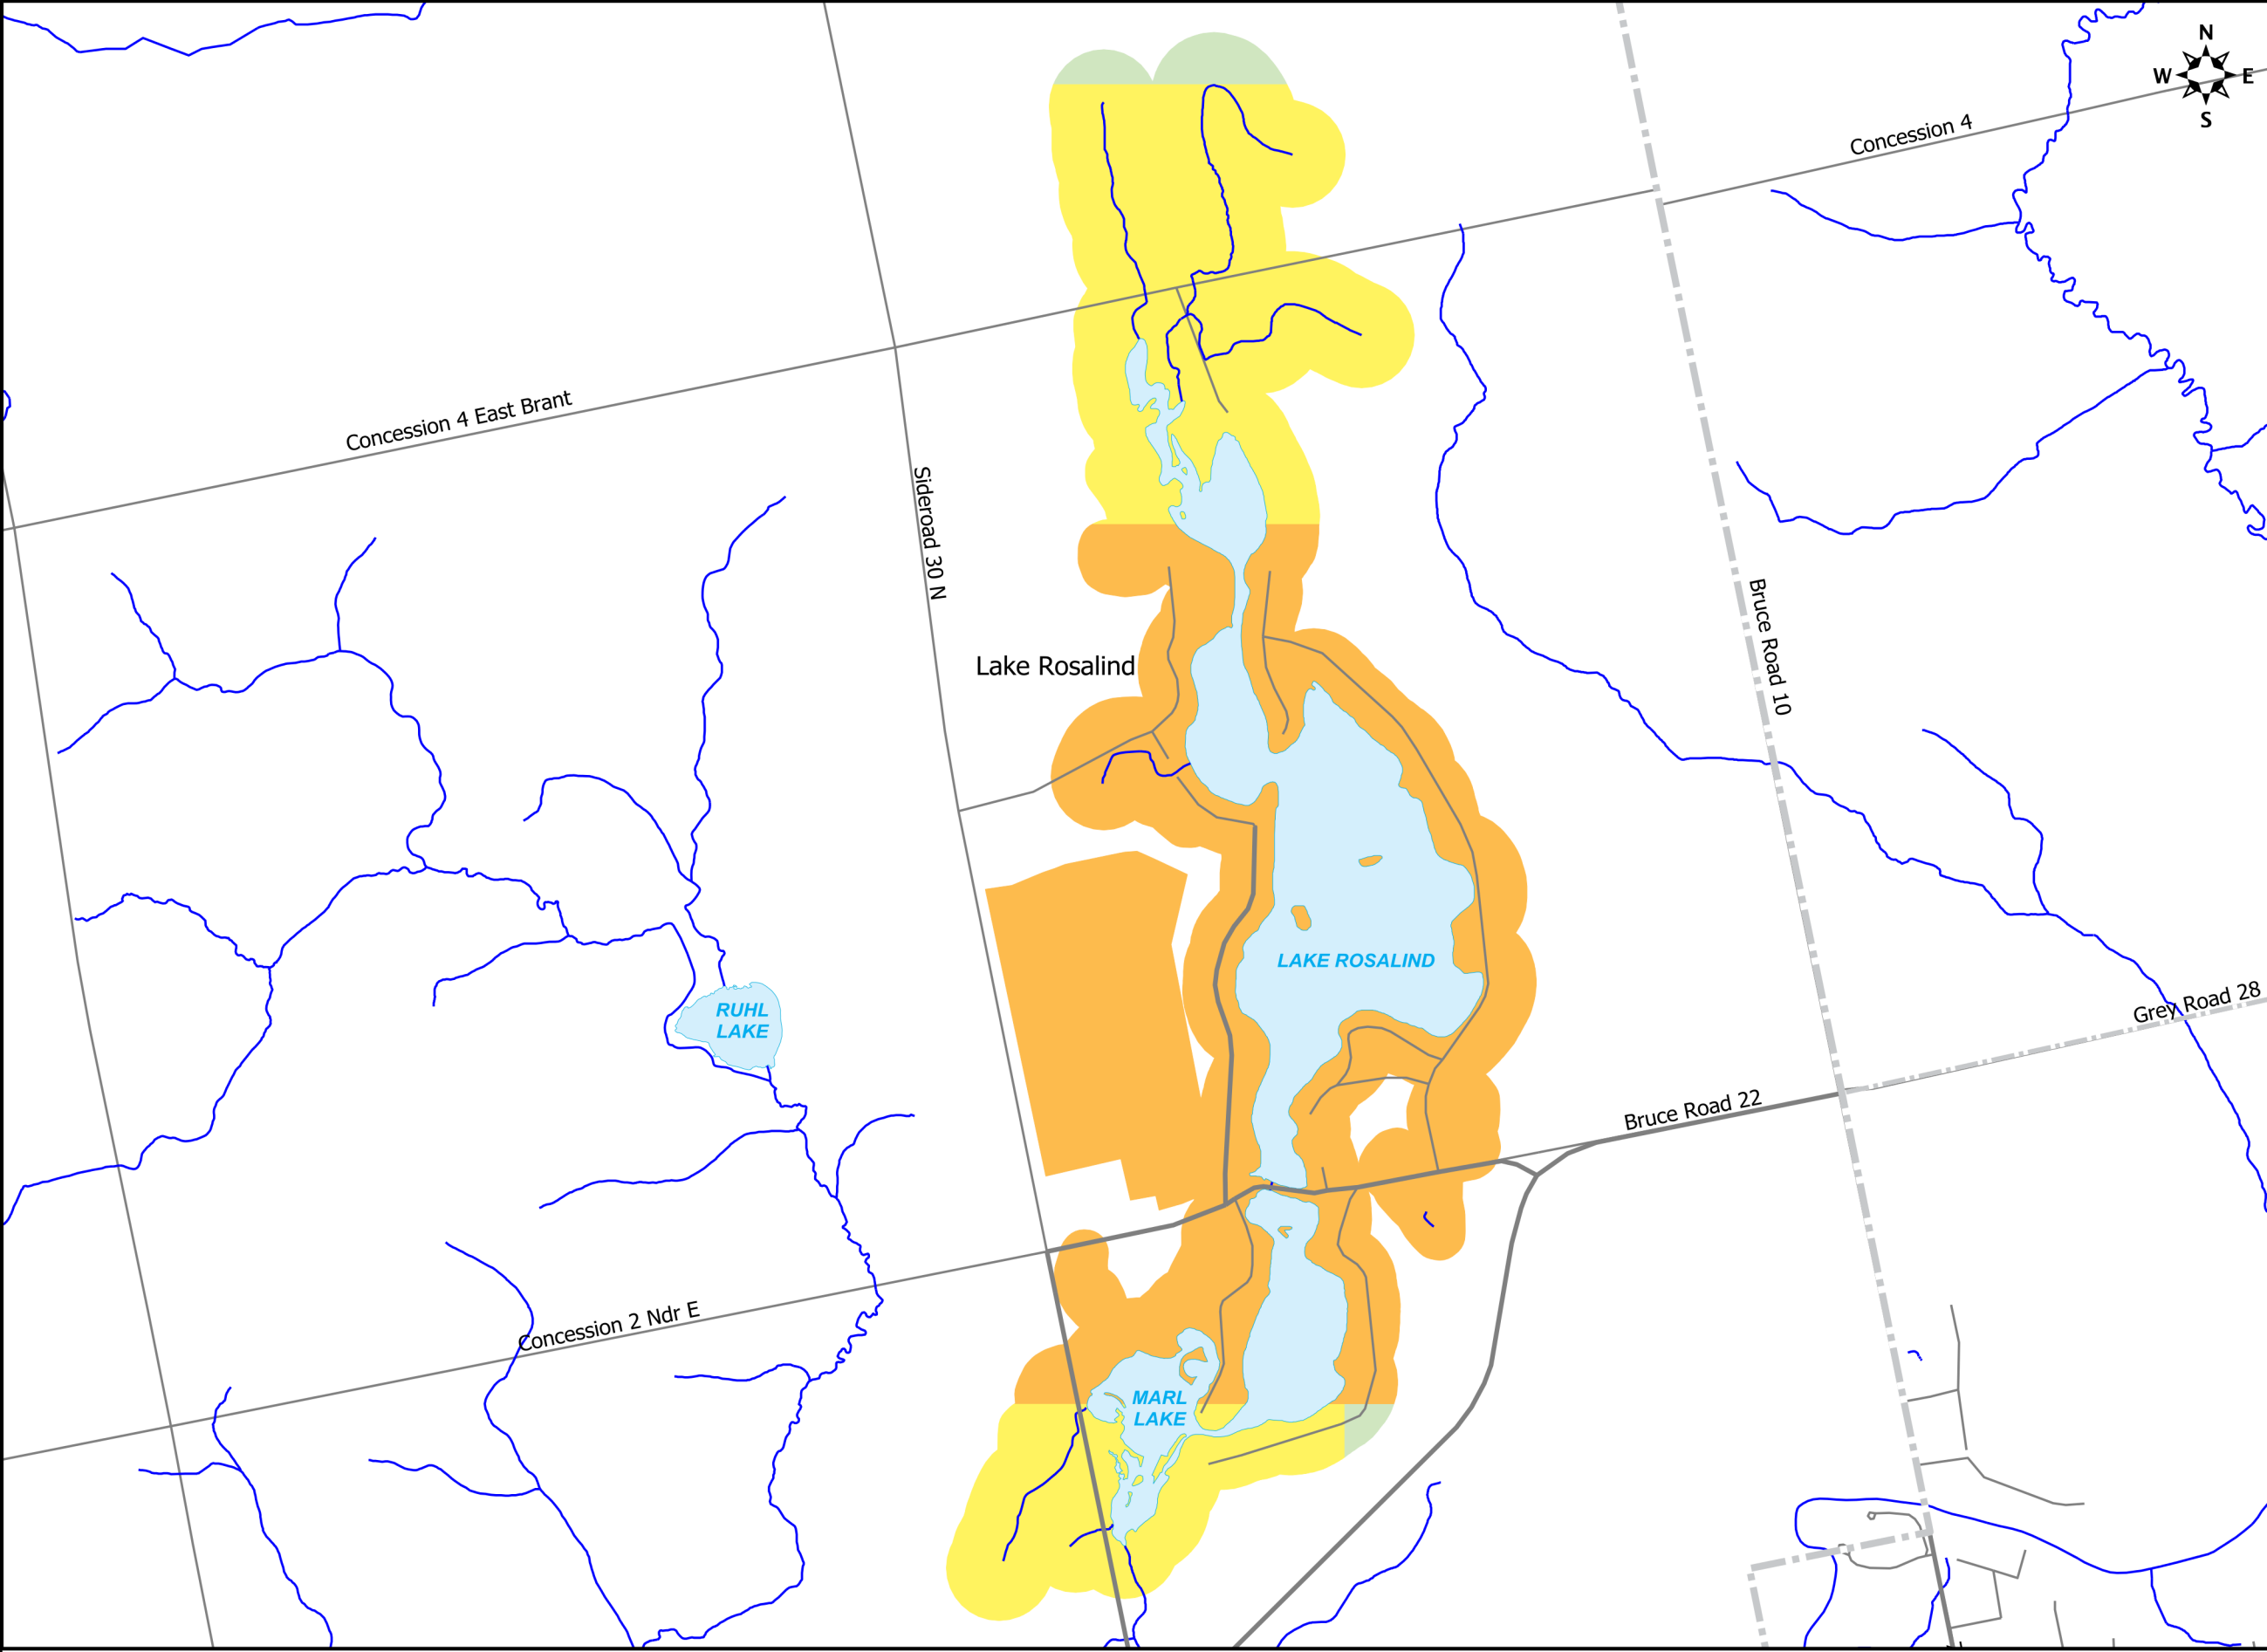 N
W E
S
Concession 4
Concession 4 East Brant
Sideroad 30 N
Bruce Road 10
Lake Rosalind
LAKE ROSALIND
RUHL
LAKE
Grey Road 28
Bruce Road 22
Concession 2 Ndr E
MARL
LAKE